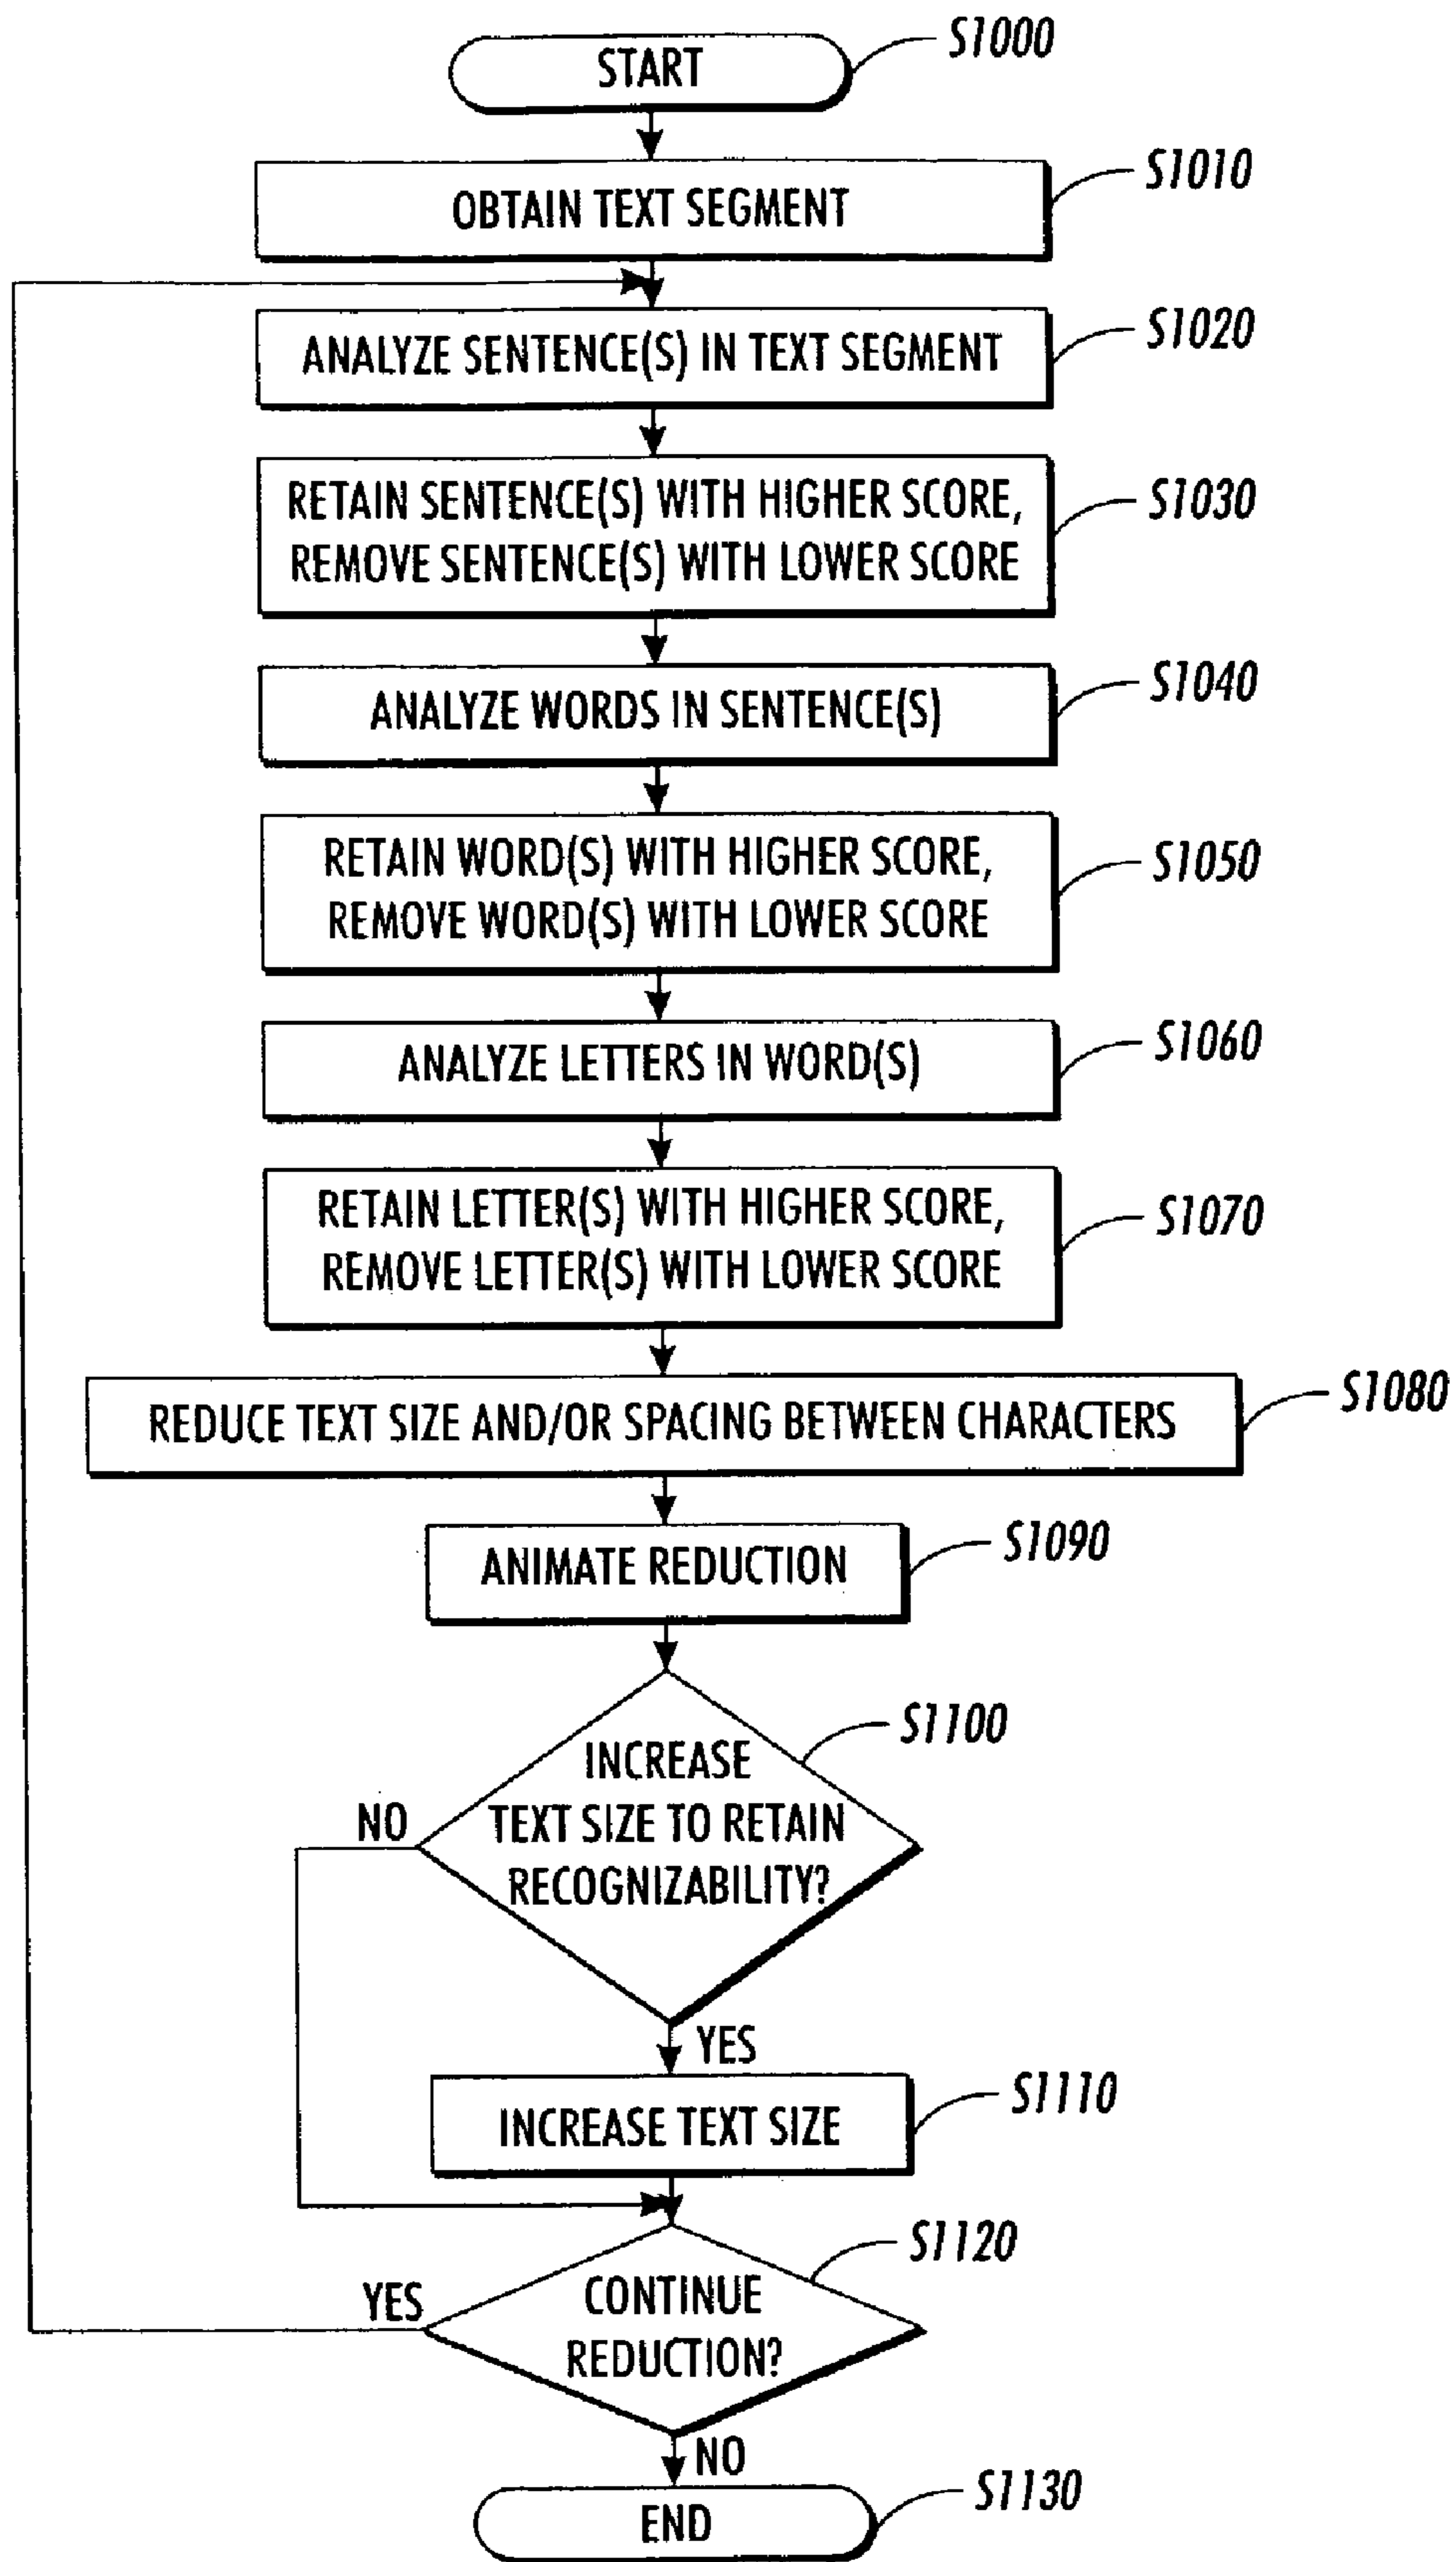 START
S1000
OBTAIN TEXT SEGMENT
S1010
ANALYZE SENTENCE(S) IN TEXT SEGMENT
S1020
RETAIN SENTENCE(S) WITH HIGHER SCORE,
REMOVE SENTENCE(S) WITH LOWER SCORE
S1030
ANALYZE WORDS IN SENTENCE(S)
S1040
RETAIN WORD(S) WITH HIGHER SCORE,
REMOVE WORD(S) WITH LOWER SCORE
S1050
ANALYZE LETTERS IN WORD(S)
S1060
RETAIN LETTER(S) WITH HIGHER SCORE,
REMOVE LETTER(S) WITH LOWER SCORE
S1070
REDUCE TEXT SIZE AND/OR SPACING BETWEEN CHARACTERS
S1080
ANIMATE REDUCTION
S1090
INCREASE
TEXT SIZE TO RETAIN
RECOGNIZABILITY?
S1100
NO
YES
INCREASE TEXT SIZE
S1110
CONTINUE
REDUCTION?
S1120
YES
NO
END
S1130